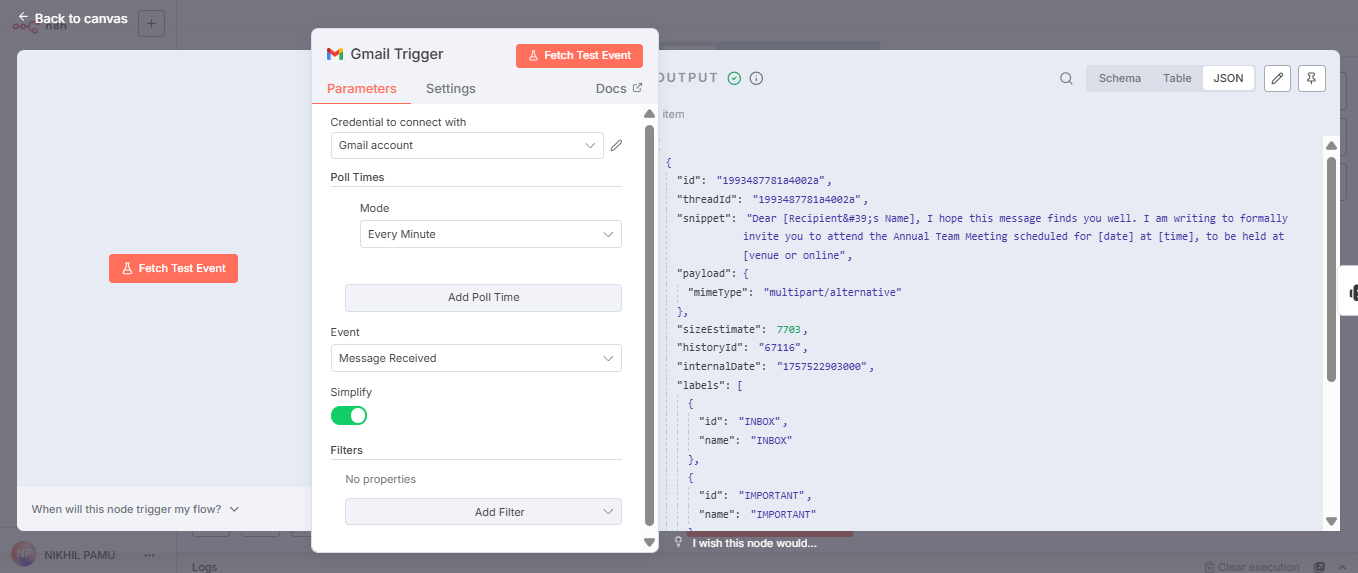 Back to canvas
n8n
Gmail Trigger
Fetch Test Event
Parameters
Settings
Docs
Credential to connect with
Gmail account
Poll Times
Mode
Every Minute
Add Poll Time
Event
Message Received
Simplify
Filters
No properties
Add Filter
Fetch Test Event
When will this node trigger my flow?
OUTPUT
Schema
Table
JSON
item
{
"id": "1993487781a4002a",
"threadId": "1993487781a4002a",
"snippet": "Dear [Recipient&#39;s Name], I hope this message finds you well. I am writing to formally
invite you to attend the Annual Team Meeting scheduled for [date] at [time], to be held at
[venue or online",
"payload": {
"mimeType": "multipart/alternative"
},
"sizeEstimate": 7703,
"historyId": "67116",
"internalDate": "1757522903000",
"labels": [
{
"id": "INBOX",
"name": "INBOX"
},
{
"id": "IMPORTANT",
"name": "IMPORTANT"
I wish this node would...
NP
NIKHIL PAMU
...
Logs
Clear execution